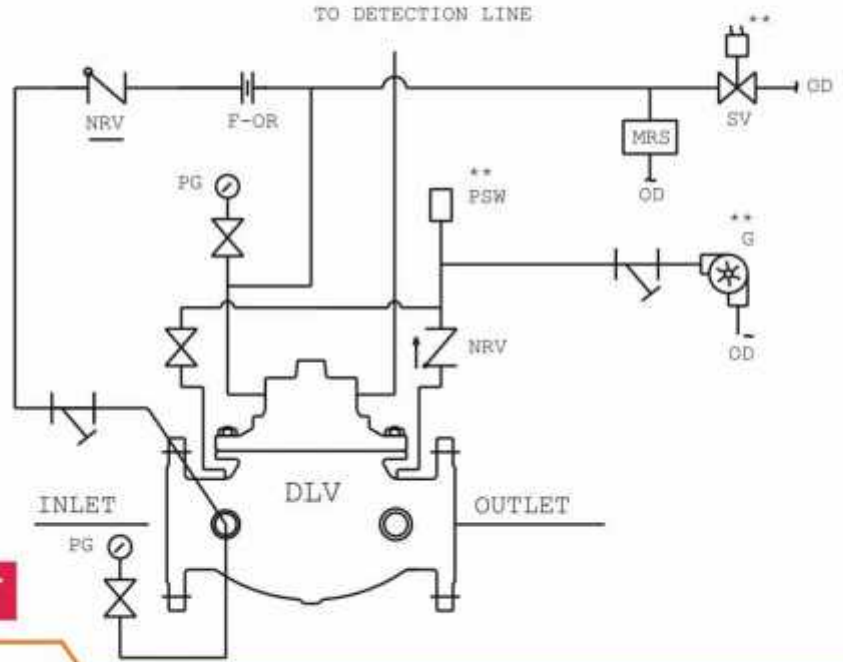 TO DETECTION LINE
**
NRV
F-OR
SV
OD
MRS
OD
PG
**
PSW
**
G
NRV
OD
DLV
INLET
OUTLET
PG